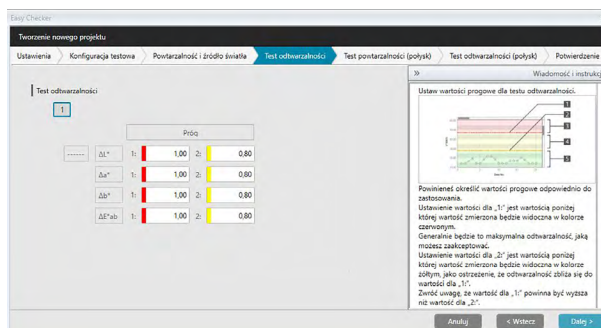 Easy Checker
Tworzenie nowego projektu
Ustawienia
Konfiguracja testowa
Powtarzalność i źródło światła
Test odtwarzalności
Test powtarzalności (połysk)
Test odtwarzalności (połysk)
Potwierdzenie
Wiadomość i instrukcj
Test odtwarzalności
1
Próg
------ ΔL* 1: 1,00 2: 0,80
Δa* 1: 1,00 2: 0,80
Δb* 1: 1,00 2: 0,80
ΔE*ab 1: 1,00 2: 0,80
Ustaw wartości progowe dla testu odtwarzalności.
1
2
3
4
5
Powinieneś określić wartości progowe odpowiednio do
zastosowania.
Ustawienie wartości dla „1:” jest wartością poniżej
której wartość zmierzona będzie widoczna w kolorze
czerwonym.
Generalnie będzie to maksymalna odtwarzalność, jaką
możesz zaakceptować.
Ustawienie wartości dla „2:” jest wartością poniżej
której wartość zmierzona będzie widoczna w kolorze
żółtym, jako ostrzeżenie, że odtwarzalność zbliża się do
wartości dla „1:”.
Zwróć uwagę, że wartość dla „1:” powinna być wyższa
niż wartość dla „2:”.
Anuluj
< Wstecz
Dalej >